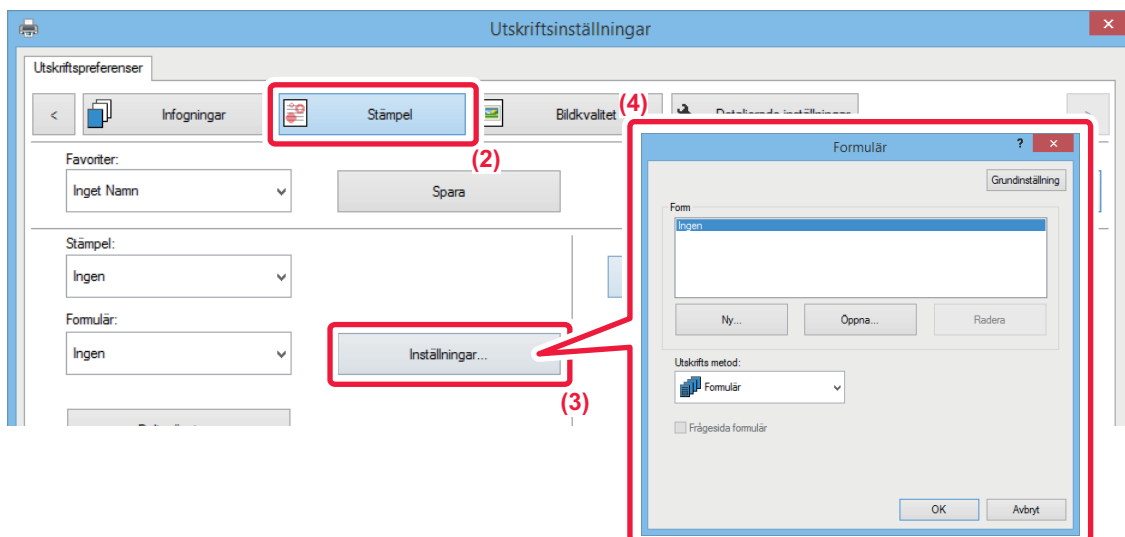 Utskriftsinställningar
Utskriftspreferenser
< Infogningar Stämpel Bildkvalitet (4)
(2)
Favoriter:
Inget Namn Spara
Stämpel:
Ingen
Formulär:
Ingen Inställningar...
(3)
Formulär ?
Grundinställning
Form
Ingen
Ny... Öppna... Radera
Utskrifts metod:
Formulär
Frågesida formulär
OK Avbryt